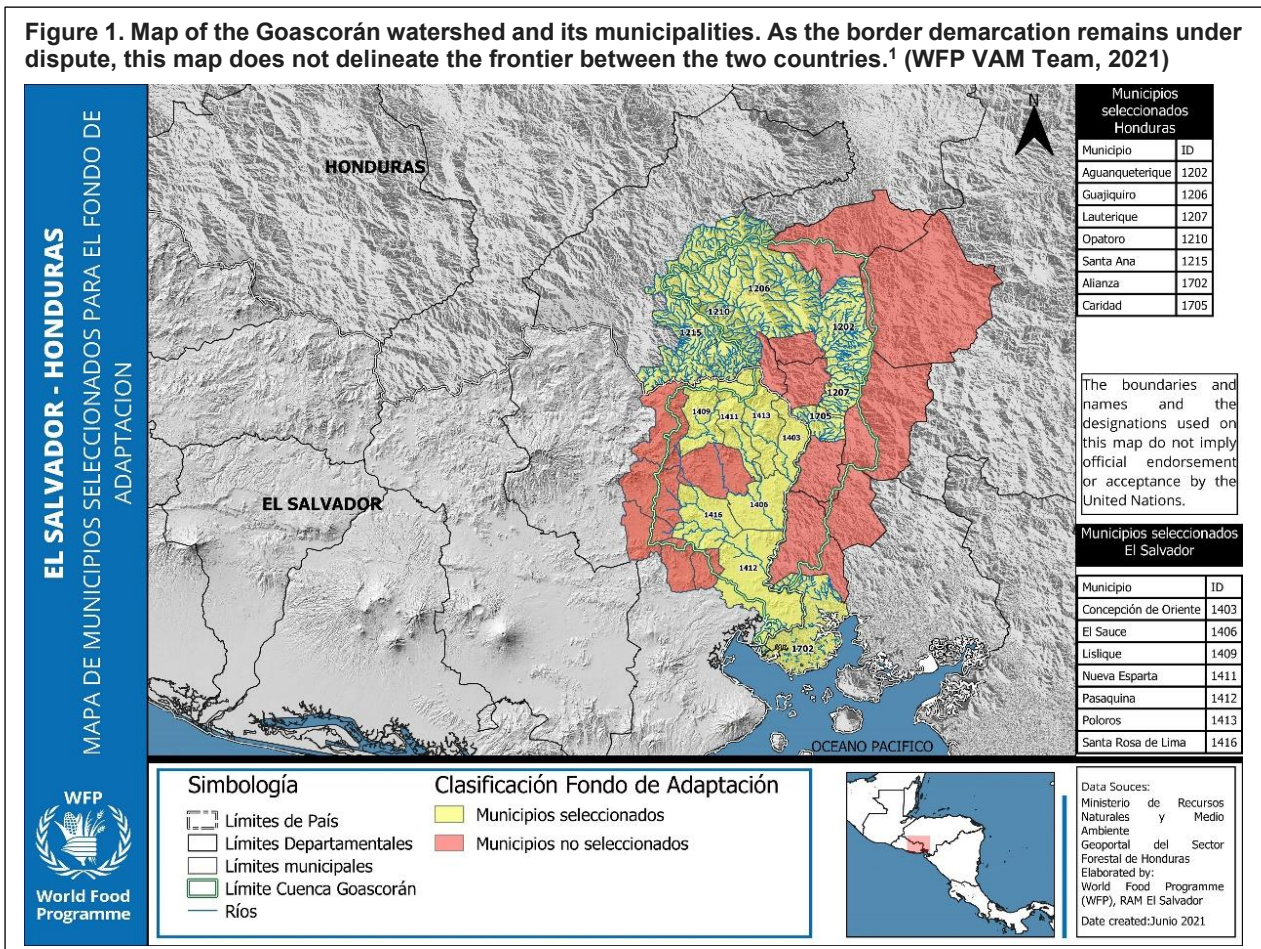 Figure 1. Map of the Goascorán watershed and its municipalities. As the border demarcation remains under
dispute, this map does not delineate the frontier between the two countries.¹ (WFP VAM Team, 2021)
EL SALVADOR - HONDURAS
MAPA DE MUNICIPIOS SELECCIONADOS PARA EL FONDO DE
ADAPTACION
WFP
World Food
Programme
N
HONDURAS
EL SALVADOR
1206
1210
1215
1202
1207
1705
1409
1411
1413
1403
1416
1406
1412
1702
OCEANO PACIFICO
Municipios
seleccionados
Honduras
Municipio ID
Aguanqueterique 1202
Guajiquiro 1206
Lauterique 1207
Opatoro 1210
Santa Ana 1215
Alianza 1702
Caridad 1705
The boundaries and
names and the
designations used on
this map do not imply
official endorsement
or acceptance by the
United Nations.
Municipios seleccionados
El Salvador
Municipio ID
Concepción de Oriente 1403
El Sauce 1406
Lislique 1409
Nueva Esparta 1411
Pasaquina 1412
Poloros 1413
Santa Rosa de Lima 1416
Simbología
Límites de País
Límites Departamentales
Límites municipales
Límite Cuenca Goascorán
Ríos
Clasificación Fondo de Adaptación
Municipios seleccionados
Municipios no seleccionados
Data Souces:
Ministerio de Recursos
Naturales y Medio
Ambiente
Geoportal del Sector
Forestal de Honduras
Elaborated by:
World Food Programme
(WFP), RAM El Salvador
Date created:Junio 2021